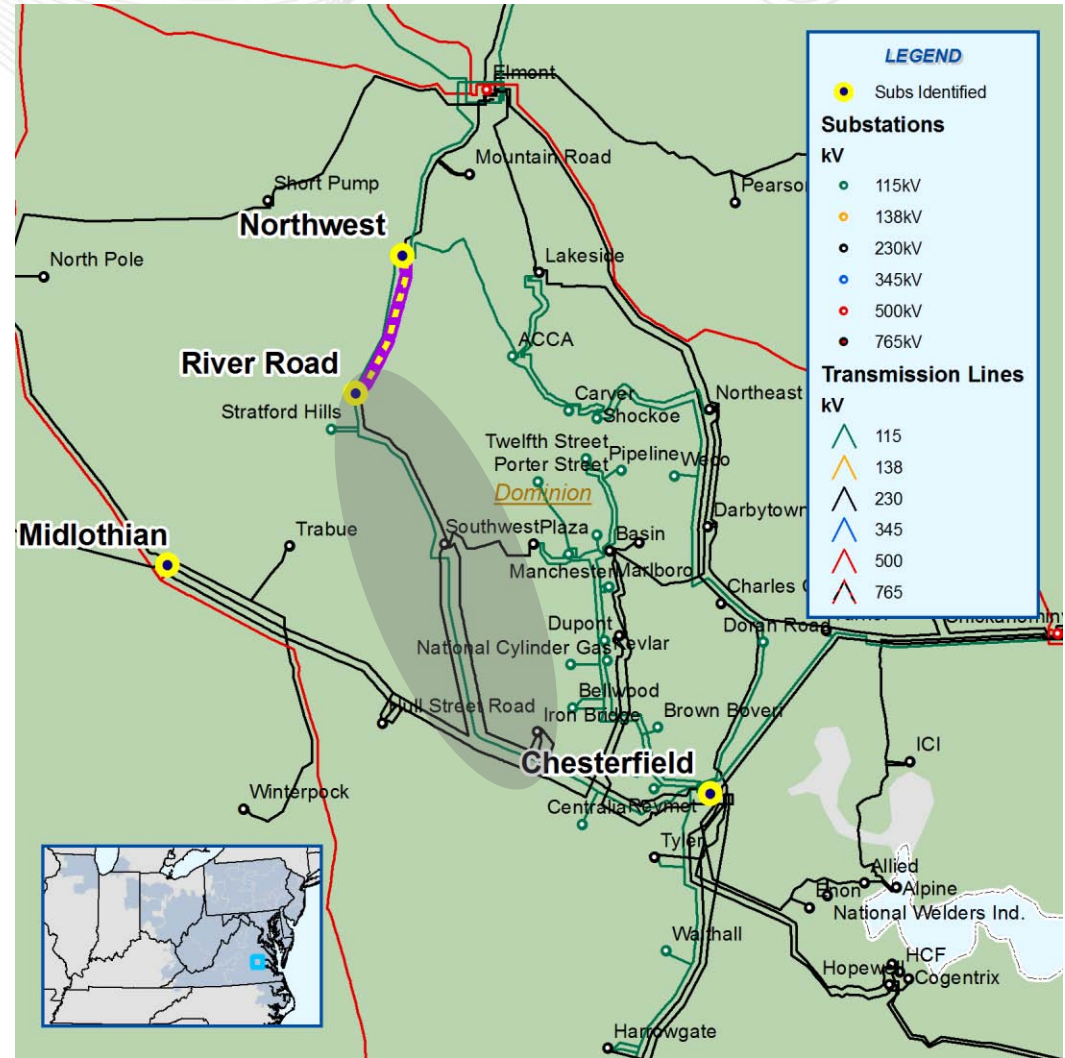 Elmont
LEGEND
Subs Identified
Substations
kV
115kV
138kV
230kV
345kV
500kV
765kV
Transmission Lines
kV
115
138
230
345
500
765
Mountain Road
Pearso
Short Pump
Northwest
North Pole
Lakeside
ACCA
River Road
Stratford Hills
Carver
Shockoe
Northeast
Twelfth Street
Pipeline
Porter Street
Dominion
Darbytown
Midlothian
Trabue
Southwest
Plaza
Basin
Manchester
Marlboro
Charles C
Dupont
Doran Road
Kevlar
National Cylinder Gas
Bellwood
Hull Street Road
Iron Bridge
Brown Boveri
Chesterfield
ICI
Winterpock
Centralia
Reymet
Tyler
Allied
Enon
Alpine
National Welders Ind.
Walthall
HCF
Hopewell
Cogentrix
Harrowgate